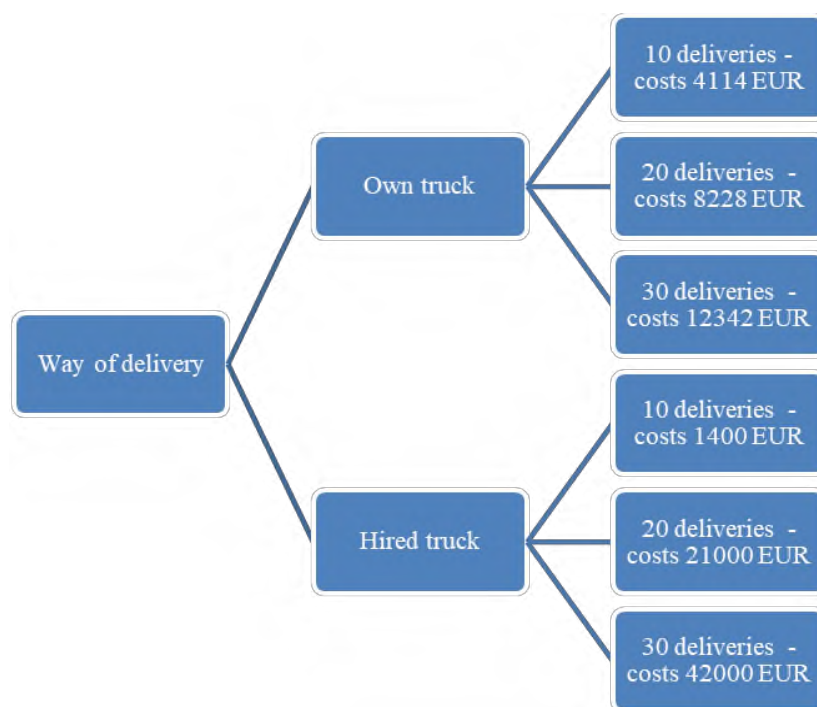 10 deliveries -
costs 4114 EUR
Own truck
20 deliveries -
costs 8228 EUR
30 deliveries -
costs 12342 EUR
Way of delivery
10 deliveries -
costs 1400 EUR
Hired truck
20 deliveries -
costs 21000 EUR
30 deliveries -
costs 42000 EUR